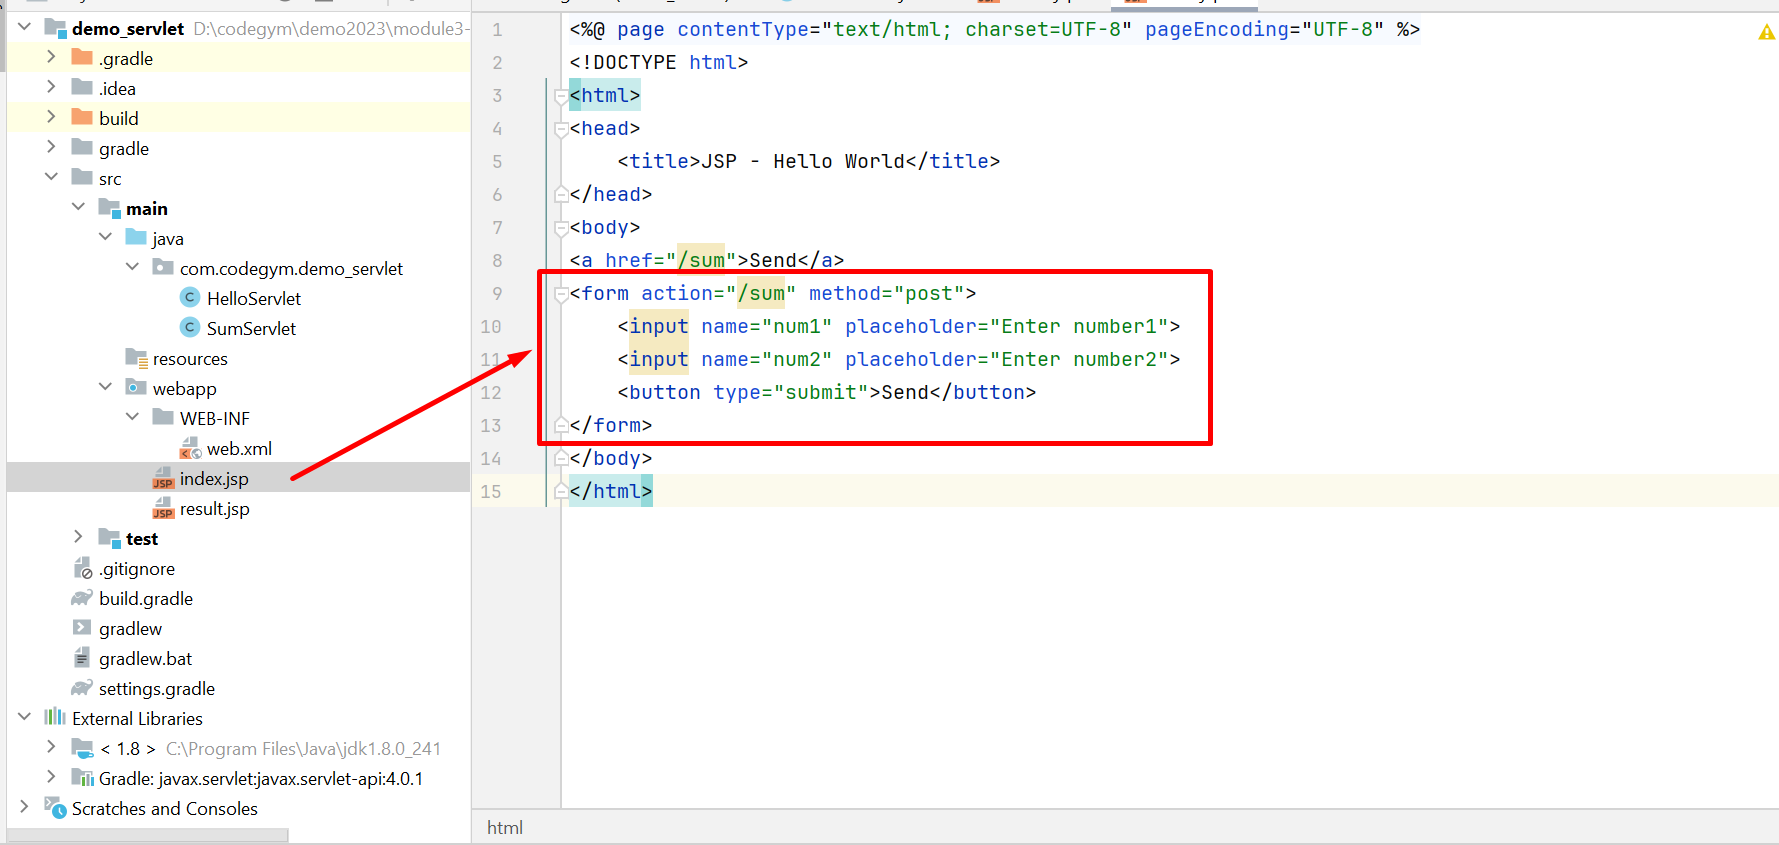 demo_servlet D:\codegym\demo2023\module3-
.gradle
.idea
build
gradle
src
main
java
com.codegym.demo_servlet
HelloServlet
SumServlet
resources
webapp
WEB-INF
web.xml
index.jsp
result.jsp
test
.gitignore
build.gradle
gradlew
gradlew.bat
settings.gradle
External Libraries
< 1.8 > C:\Program Files\Java\jdk1.8.0_241
Gradle: javax.servlet:javax.servlet-api:4.0.1
Scratches and Consoles
1 <%@ page contentType="text/html; charset=UTF-8" pageEncoding="UTF-8" %>
2 <!DOCTYPE html>
3 <html>
4 <head>
5 <title>JSP - Hello World</title>
6 </head>
7 <body>
8 <a href="/sum">Send</a>
9 <form action="/sum" method="post">
10 <input name="num1" placeholder="Enter number1">
11 <input name="num2" placeholder="Enter number2">
12 <button type="submit">Send</button>
13 </form>
14 </body>
15 </html>
html